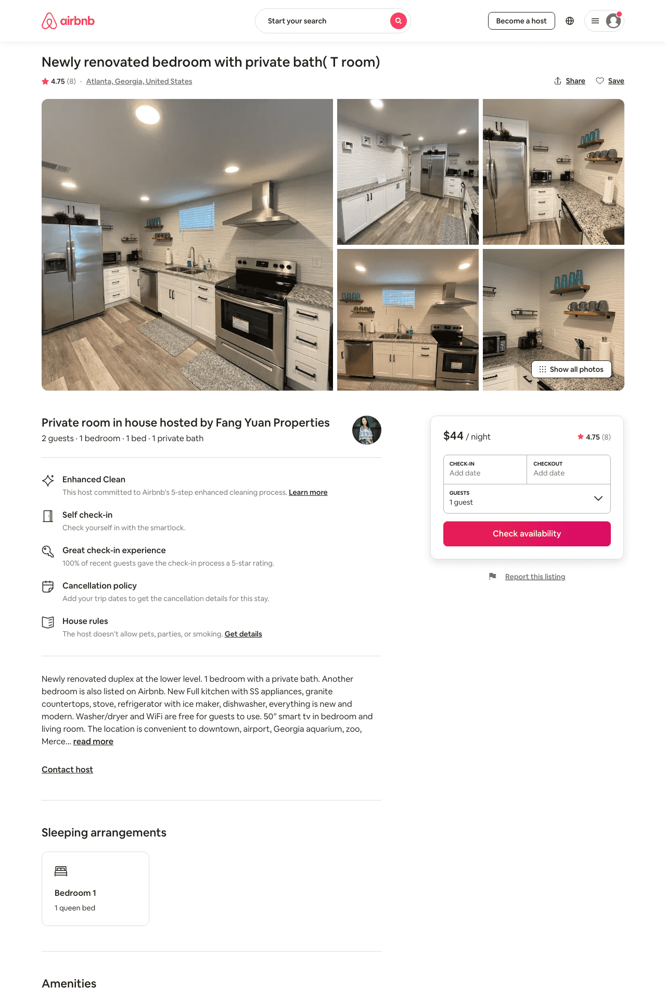 airbnb
Start your search
Become a host
Newly renovated bedroom with private bath( T room)
4.75 (8) · Atlanta, Georgia, United States
Share
Save
Show all photos
Private room in house hosted by Fang Yuan Properties
2 guests · 1 bedroom · 1 bed · 1 private bath
Enhanced Clean
This host committed to Airbnb's 5-step enhanced cleaning process. Learn more
Self check-in
Check yourself in with the smartlock.
Great check-in experience
100% of recent guests gave the check-in process a 5-star rating.
Cancellation policy
Add your trip dates to get the cancellation details for this stay.
House rules
The host doesn’t allow pets, parties, or smoking. Get details
Newly renovated duplex at the lower level. 1 bedroom with a private bath. Another
bedroom is also listed on Airbnb. New Full kitchen with SS appliances, granite
countertops, stove, refrigerator with ice maker, dishwasher, everything is new and
modern. Washer/dryer and WiFi are free for guests to use. 50” smart tv in bedroom and
living room. The location is convenient to downtown, airport, Georgia aquarium, zoo,
Merce... read more
Contact host
Sleeping arrangements
Bedroom 1
1 queen bed
Amenities
$44 / night
4.75 (8)
CHECK-IN
Add date
CHECKOUT
Add date
GUESTS
1 guest
Check availability
Report this listing